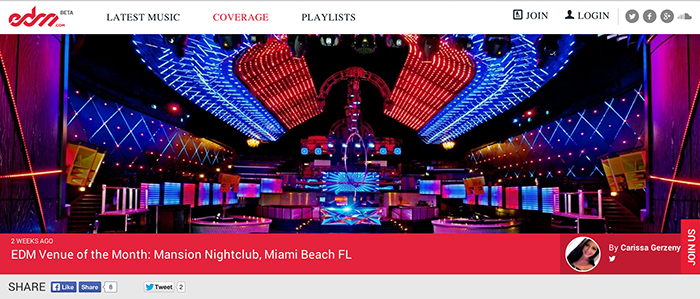 edm BETA
.com
LATEST MUSIC COVERAGE PLAYLISTS JOIN LOGIN
2 WEEKS AGO
EDM Venue of the Month: Mansion Nightclub, Miami Beach FL
By Carissa Gerzeny
JOIN US
SHARE Like Share 8 Tweet 2